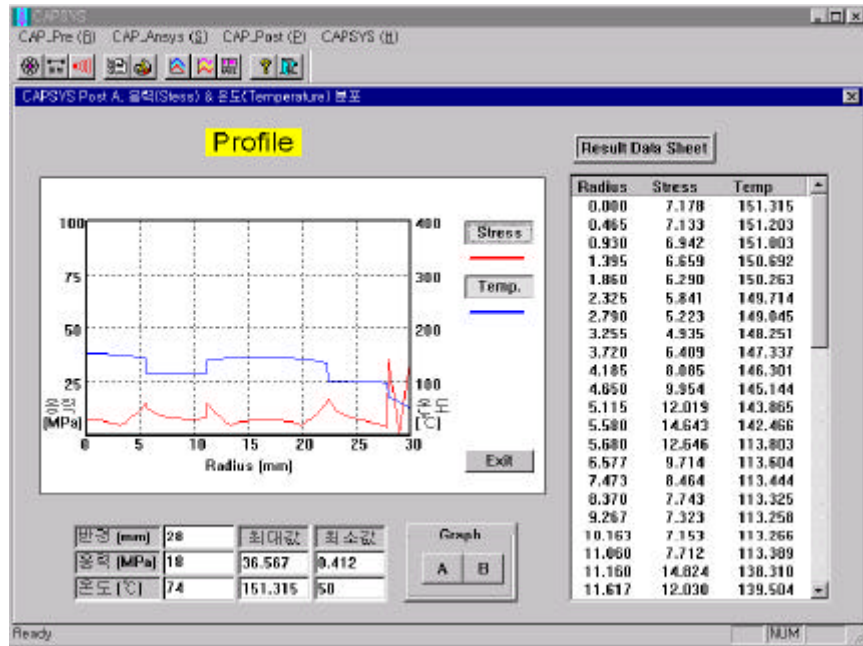 CAPSYS
CAP_Pre (B) CAP_Ansys (S) CAP_Post (P) CAPSYS (H)
CAPSYS Post A. 응력(Stess) & 온도(Temperature) 분포
Profile
Result Data Sheet
Radius Stress Temp
0.000 7.178 151.315
0.465 7.133 151.203
0.930 6.942 151.003
1.395 6.659 150.692
1.860 6.290 150.263
2.325 5.841 149.714
2.790 5.223 149.045
3.255 4.935 148.251
3.720 6.409 147.337
4.185 8.085 146.301
4.650 9.954 145.144
5.115 12.019 143.865
5.580 14.643 142.466
5.680 12.646 113.803
6.577 9.714 113.604
7.473 8.464 113.444
8.370 7.743 113.325
9.267 7.323 113.258
10.163 7.153 113.266
11.060 7.712 113.389
11.160 14.824 138.310
11.617 12.030 139.504
100
75
50
25
응력
[MPa]
400
300
200
100
온도
[℃]
0 5 10 15 20 25 30
Radius (mm)
Stress
Temp.
Exit
반경 (mm) 28 최대값 최소값
응력 (MPa) 18 36.567 0.412
온도 (℃) 74 151.315 50
Graph
A B
Ready
NUM